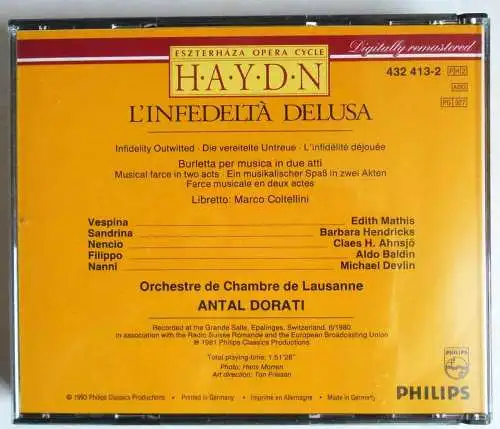 ESZTERHÁZA OPERA CYCLE
Digitally remastered
H·A·Y·D·N
432 413-2 PH 2
ADD
L'INFEDELTÀ DELUSA
PG 927
Infidelity Outwitted · Die vereitelte Untreue · L'infidélité déjouée
Burletta per musica in due atti
Musical farce in two acts · Ein musikalischer Spaß in zwei Akten
Farce musicale en deux actes
Libretto: Marco Coltellini
Vespina Edith Mathis
Sandrina Barbara Hendricks
Nencio Claes H. Ahnsjö
Filippo Aldo Baldin
Nanni Michael Devlin
Orchestre de Chambre de Lausanne
ANTAL DORATI
Recorded at the Grande Salle, Epalinges, Switzerland, 6/1980
in association with the Radio Suisse Romande and the European Broadcasting Union
℗ 1981 Philips Classics Productions
Total playing-time: 1.51'28"
Photo: Hans Morren
Art direction: Ton Friesen
PHILIPS
© 1990 Philips Classics Productions • Printed in Germany • Imprimé en Allemagne • Made in Germany
PHILIPS